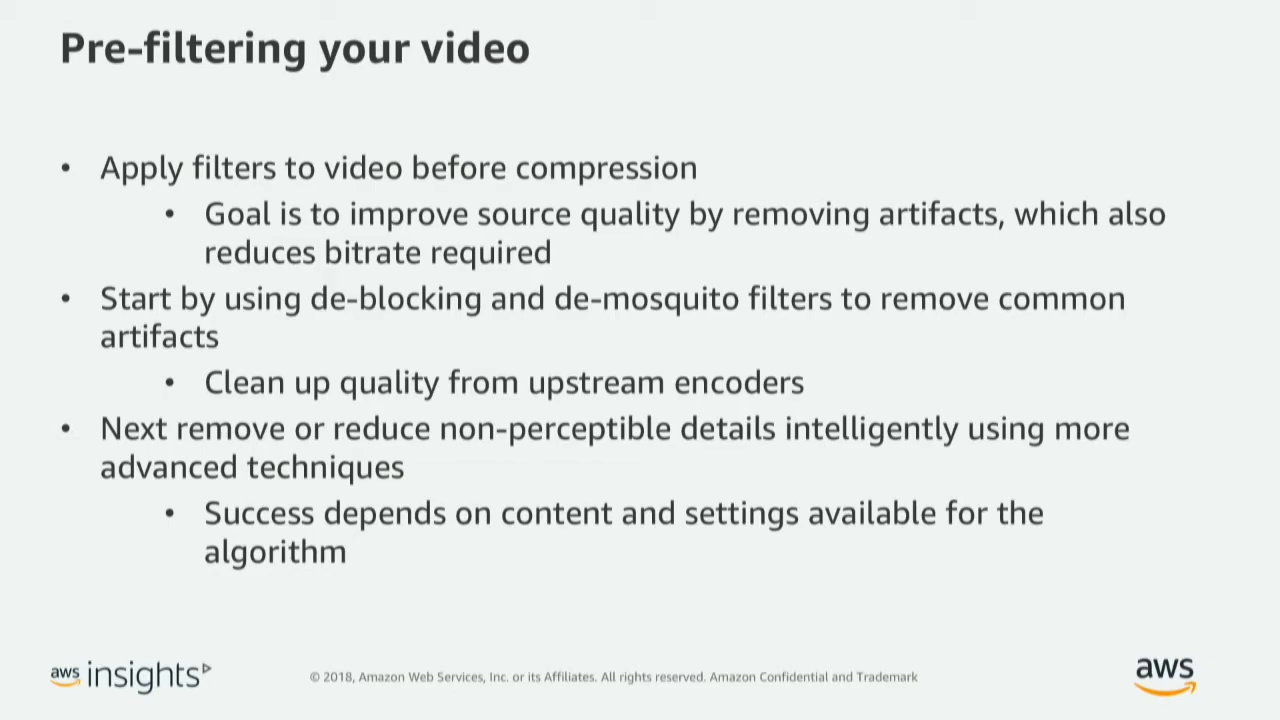 Pre-filtering your video
• Apply filters to video before compression
• Goal is to improve source quality by removing artifacts, which also
reduces bitrate required
• Start by using de-blocking and de-mosquito filters to remove common
artifacts
• Clean up quality from upstream encoders
• Next remove or reduce non-perceptible details intelligently using more
advanced techniques
• Success depends on content and settings available for the
algorithm
aws insights
© 2018, Amazon Web Services, Inc. or its Affiliates. All rights reserved. Amazon Confidential and Trademark
aws